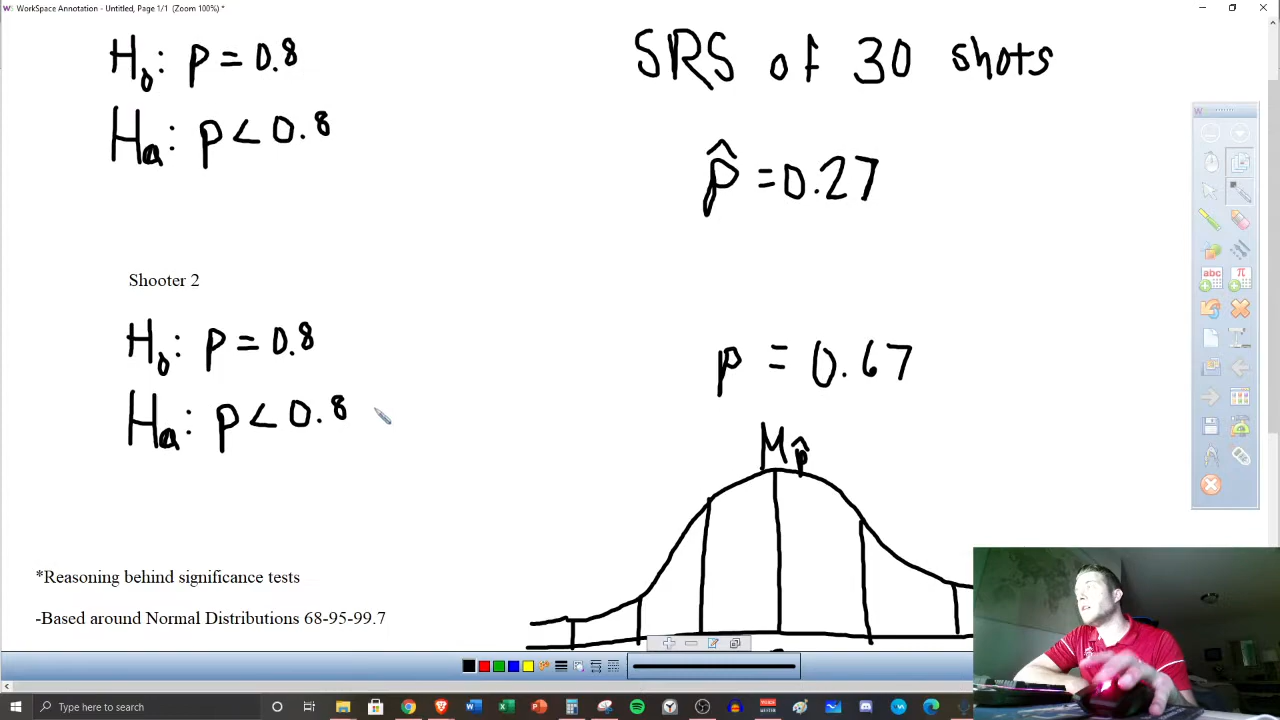 WorkSpace Annotation - Untitled, Page 1/1 (Zoom 100%) *
H₀: p = 0.8
Hₐ: p < 0.8
SRS of 30 shots
p̂ = 0.27
Shooter 2
H₀: p = 0.8
Hₐ: p < 0.8
p = 0.67
Mp̂
*Reasoning behind significance tests
-Based around Normal Distributions 68-95-99.7
abc
π
Type here to search